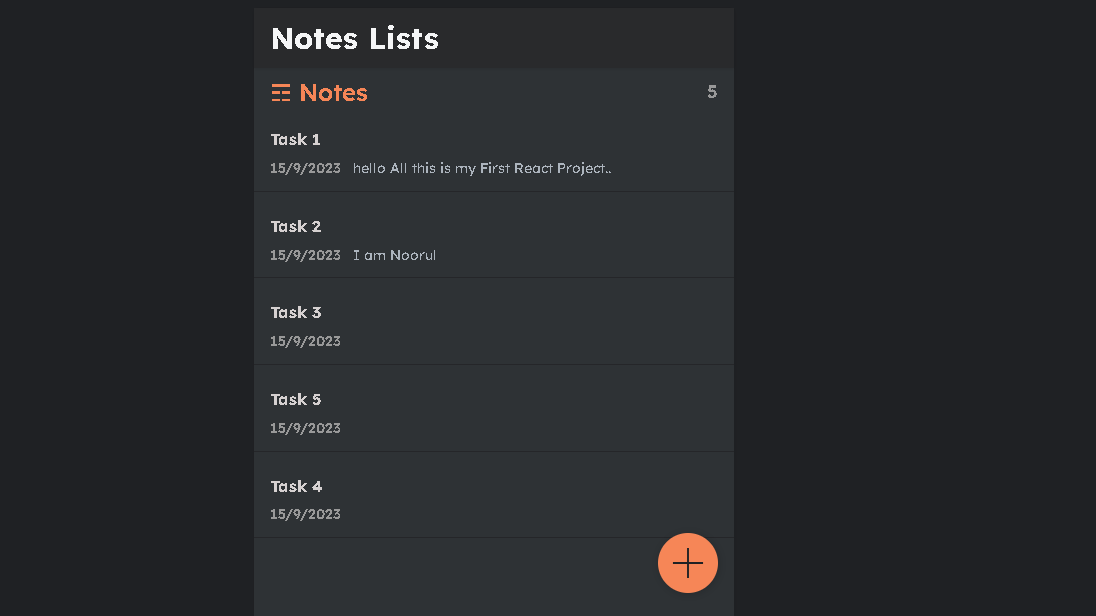 Notes Lists
Notes 5
Task 1
15/9/2023 hello All this is my First React Project..
Task 2
15/9/2023 I am Noorul
Task 3
15/9/2023
Task 5
15/9/2023
Task 4
15/9/2023